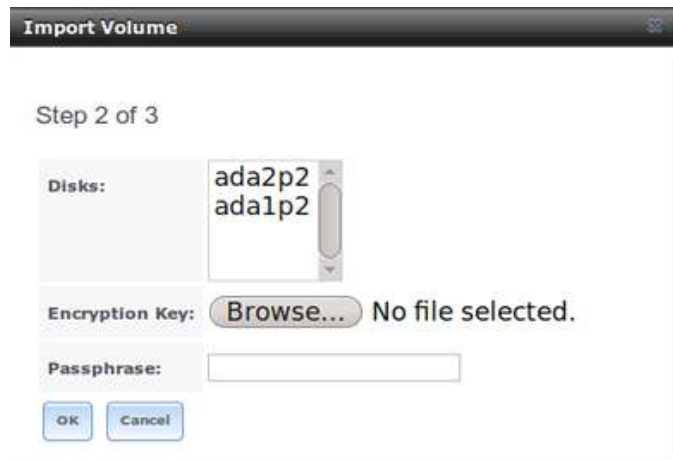 Import Volume
Step 2 of 3
Disks:
ada2p2
ada1p2
Encryption Key: Browse... No file selected.
Passphrase:
OK Cancel